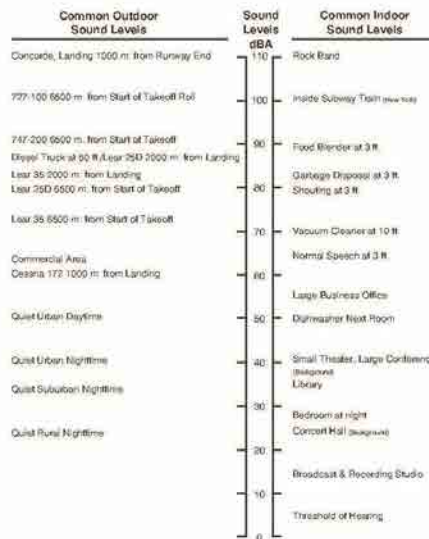 Common Outdoor
Sound Levels
Sound
Levels
dBA
Common Indoor
Sound Levels
Concorde, Landing 1000 m. from Runway End
110
Rock Band
727-100 6500 m. from Start of Takeoff Roll
100
Inside Subway Train (New York)
747-200 6500 m. from Start of Takeoff
90
Food Blender at 3 ft.
Diesel Truck at 50 ft./Lear 25D 2000 m. from Landing
Lear 35 2000 m. from Landing
Garbage Disposal at 3 ft.
Lear 25D 6500 m. from Start of Takeoff
80
Shouting at 3 ft.
Lear 35 6500 m. from Start of Takeoff
70
Vacuum Cleaner at 10 ft.
Commercial Area
Normal Speech at 3 ft.
Cessna 172 1000 m. from Landing
60
Large Business Office
Quiet Urban Daytime
50
Dishwasher Next Room
Quiet Urban Nighttime
40
Small Theater, Large Conference
(Background)
Quiet Suburban Nighttime
Library
30
Bedroom at night
Quiet Rural Nighttime
Concert Hall (Background)
20
Broadcast & Recording Studio
10
Threshold of Hearing
0